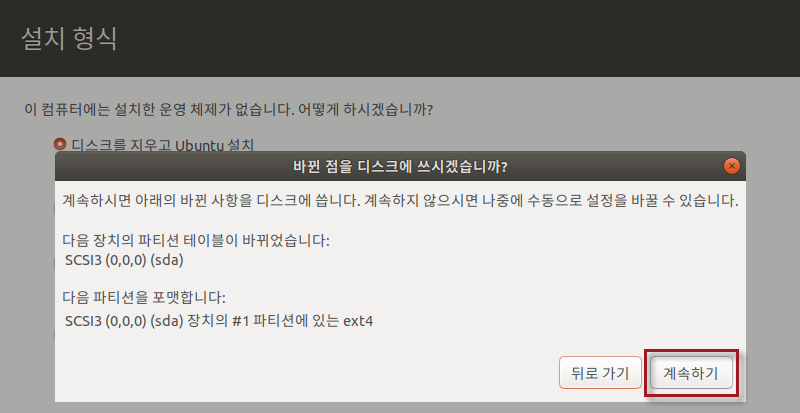 설치 형식
이 컴퓨터에는 설치한 운영 체제가 없습니다. 어떻게 하시겠습니까?
디스크를 지우고 Ubuntu 설치
바뀐 점을 디스크에 쓰시겠습니까?
계속하시면 아래의 바뀐 사항을 디스크에 씁니다. 계속하지 않으시면 나중에 수동으로 설정을 바꿀 수 있습니다.
다음 장치의 파티션 테이블이 바뀌었습니다:
SCSI3 (0,0,0) (sda)
다음 파티션을 포맷합니다:
SCSI3 (0,0,0) (sda) 장치의 #1 파티션에 있는 ext4
뒤로 가기 계속하기